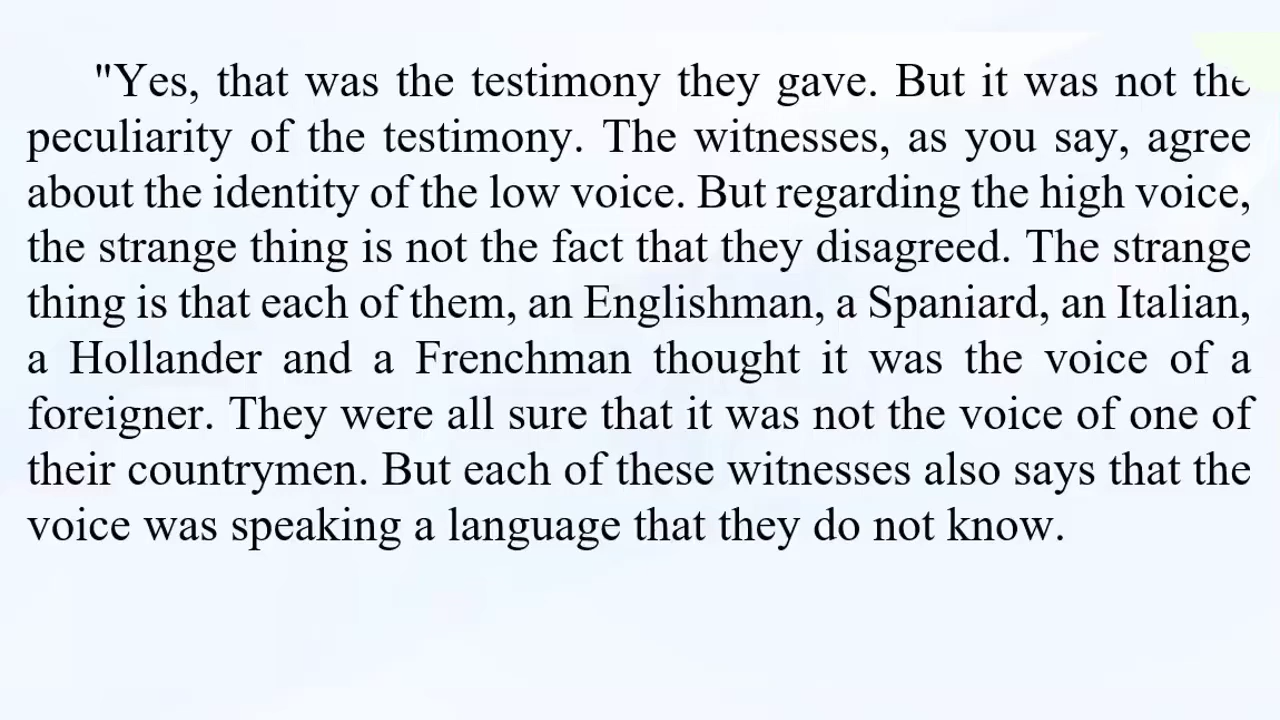 "Yes, that was the testimony they gave. But it was not the
peculiarity of the testimony. The witnesses, as you say, agree
about the identity of the low voice. But regarding the high voice,
the strange thing is not the fact that they disagreed. The strange
thing is that each of them, an Englishman, a Spaniard, an Italian,
a Hollander and a Frenchman thought it was the voice of a
foreigner. They were all sure that it was not the voice of one of
their countrymen. But each of these witnesses also says that the
voice was speaking a language that they do not know.